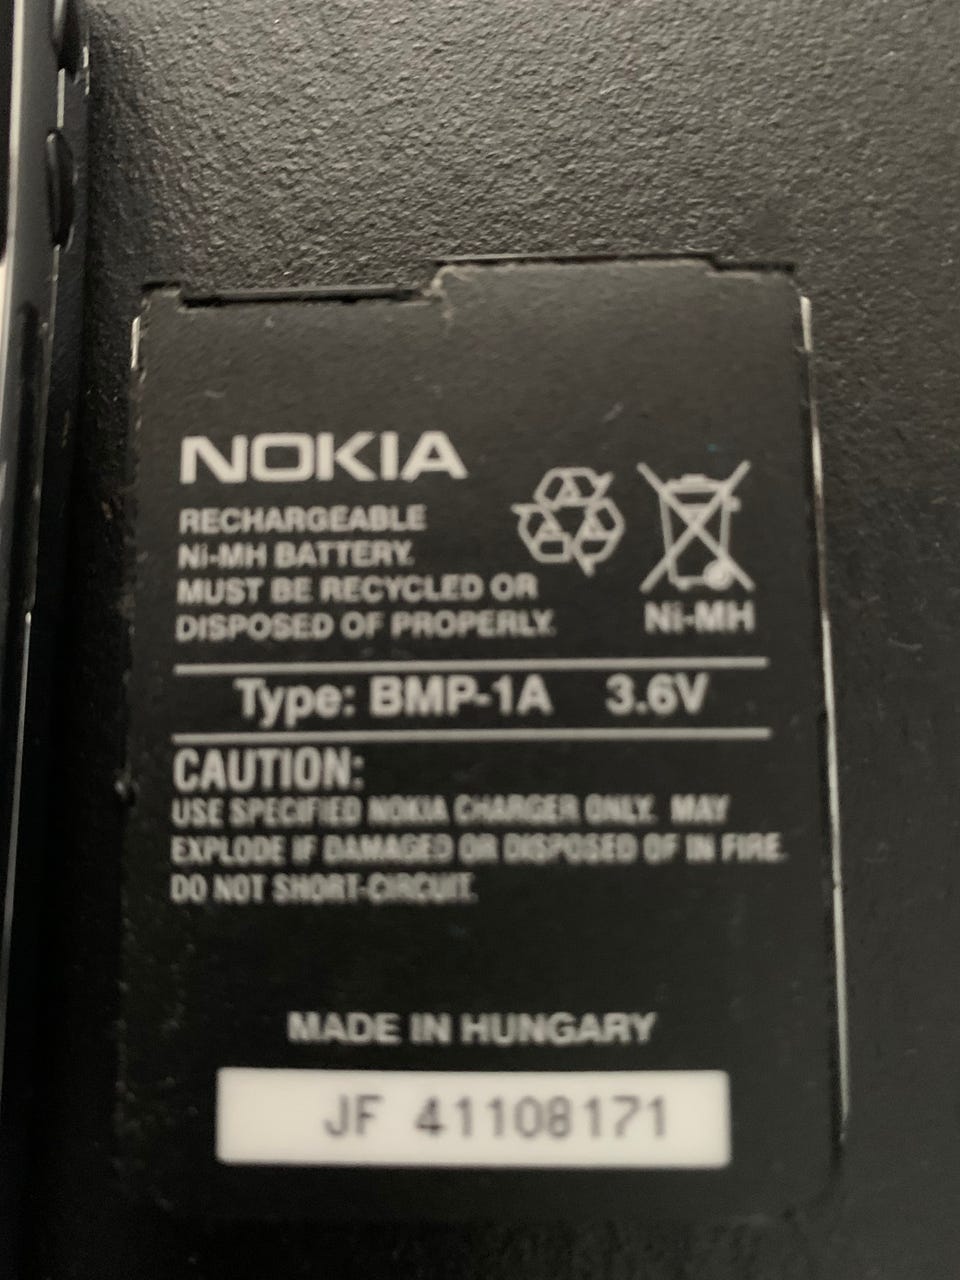 NOKIA
RECHARGEABLE
Ni-MH BATTERY.
MUST BE RECYCLED OR
DISPOSED OF PROPERLY.
Ni-MH
Type: BMP-1A 3.6V
CAUTION:
USE SPECIFIED NOKIA CHARGER ONLY. MAY
EXPLODE IF DAMAGED OR DISPOSED OF IN FIRE.
DO NOT SHORT-CIRCUIT.
MADE IN HUNGARY
JF 41108171